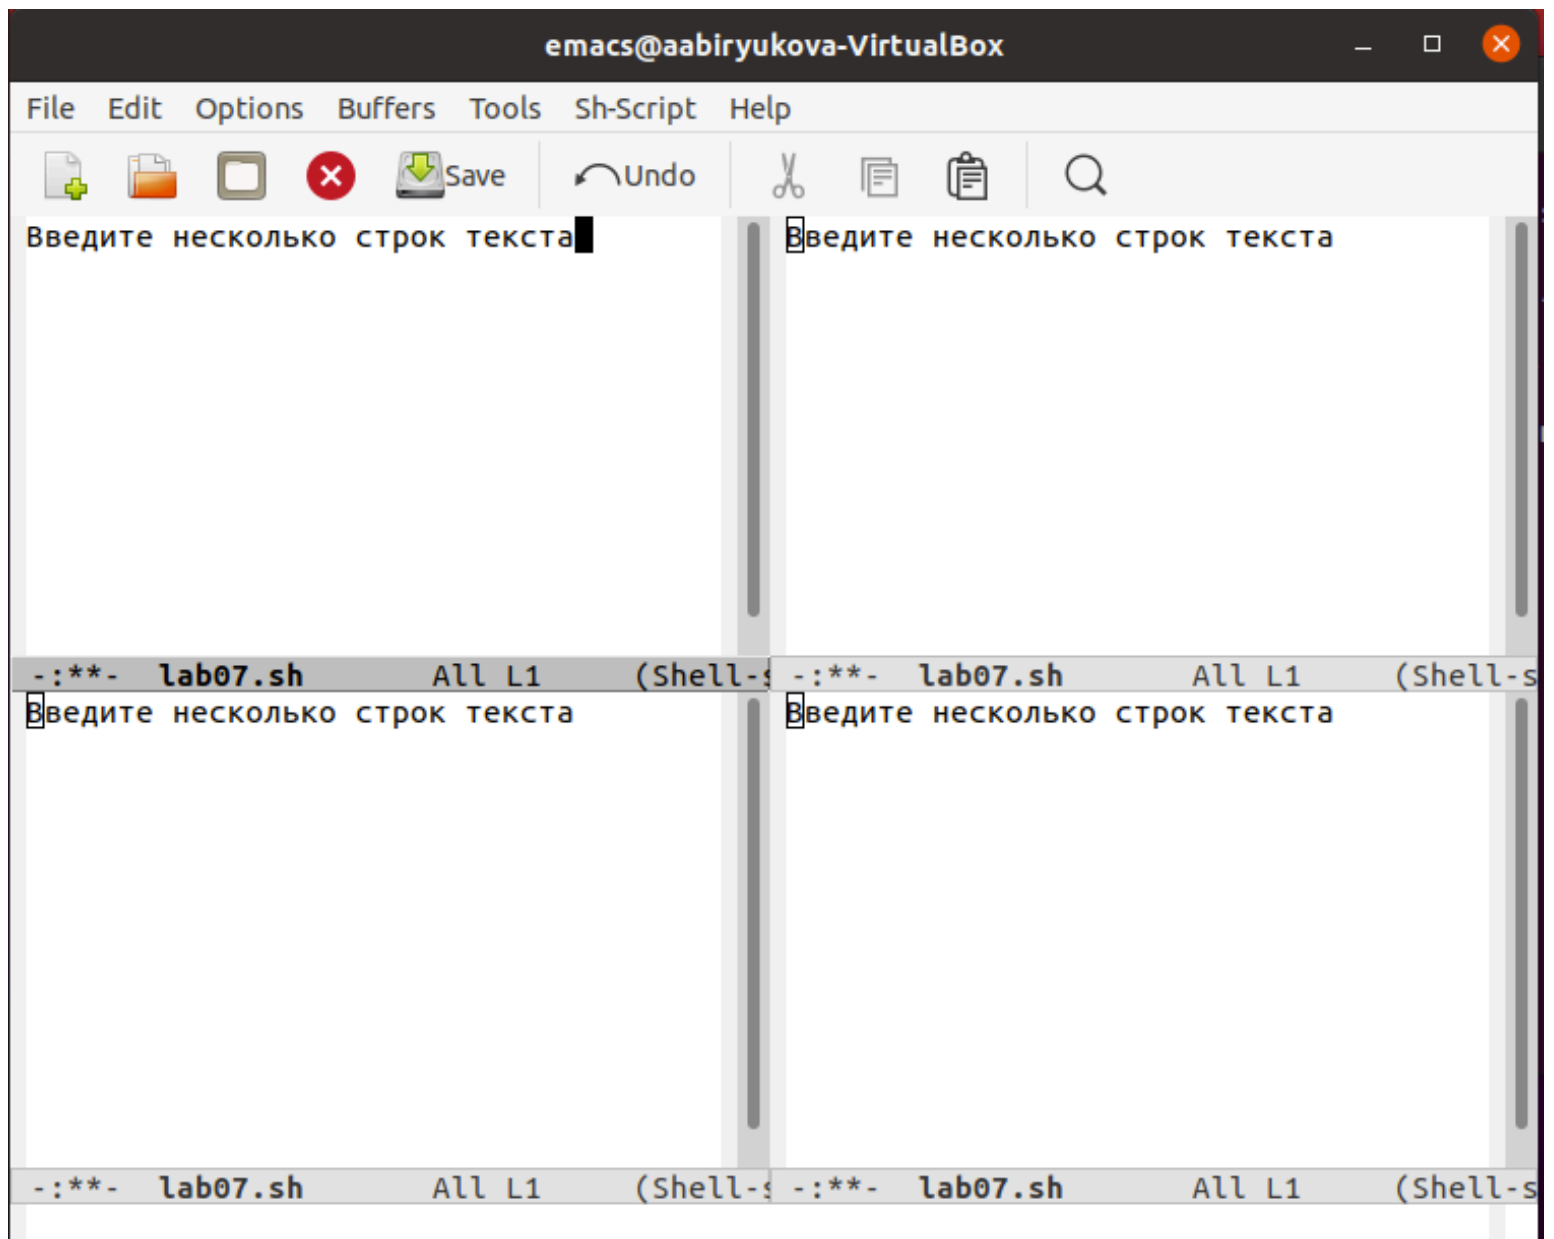 emacs@aabiryukova-VirtualBox
File Edit Options Buffers Tools Sh-Script Help
Save Undo
Введите несколько строк текста
Введите несколько строк текста
-:**- lab07.sh All L1 (Shell-s
-:**- lab07.sh All L1 (Shell-s
Введите несколько строк текста
Введите несколько строк текста
-:**- lab07.sh All L1 (Shell-s
-:**- lab07.sh All L1 (Shell-s